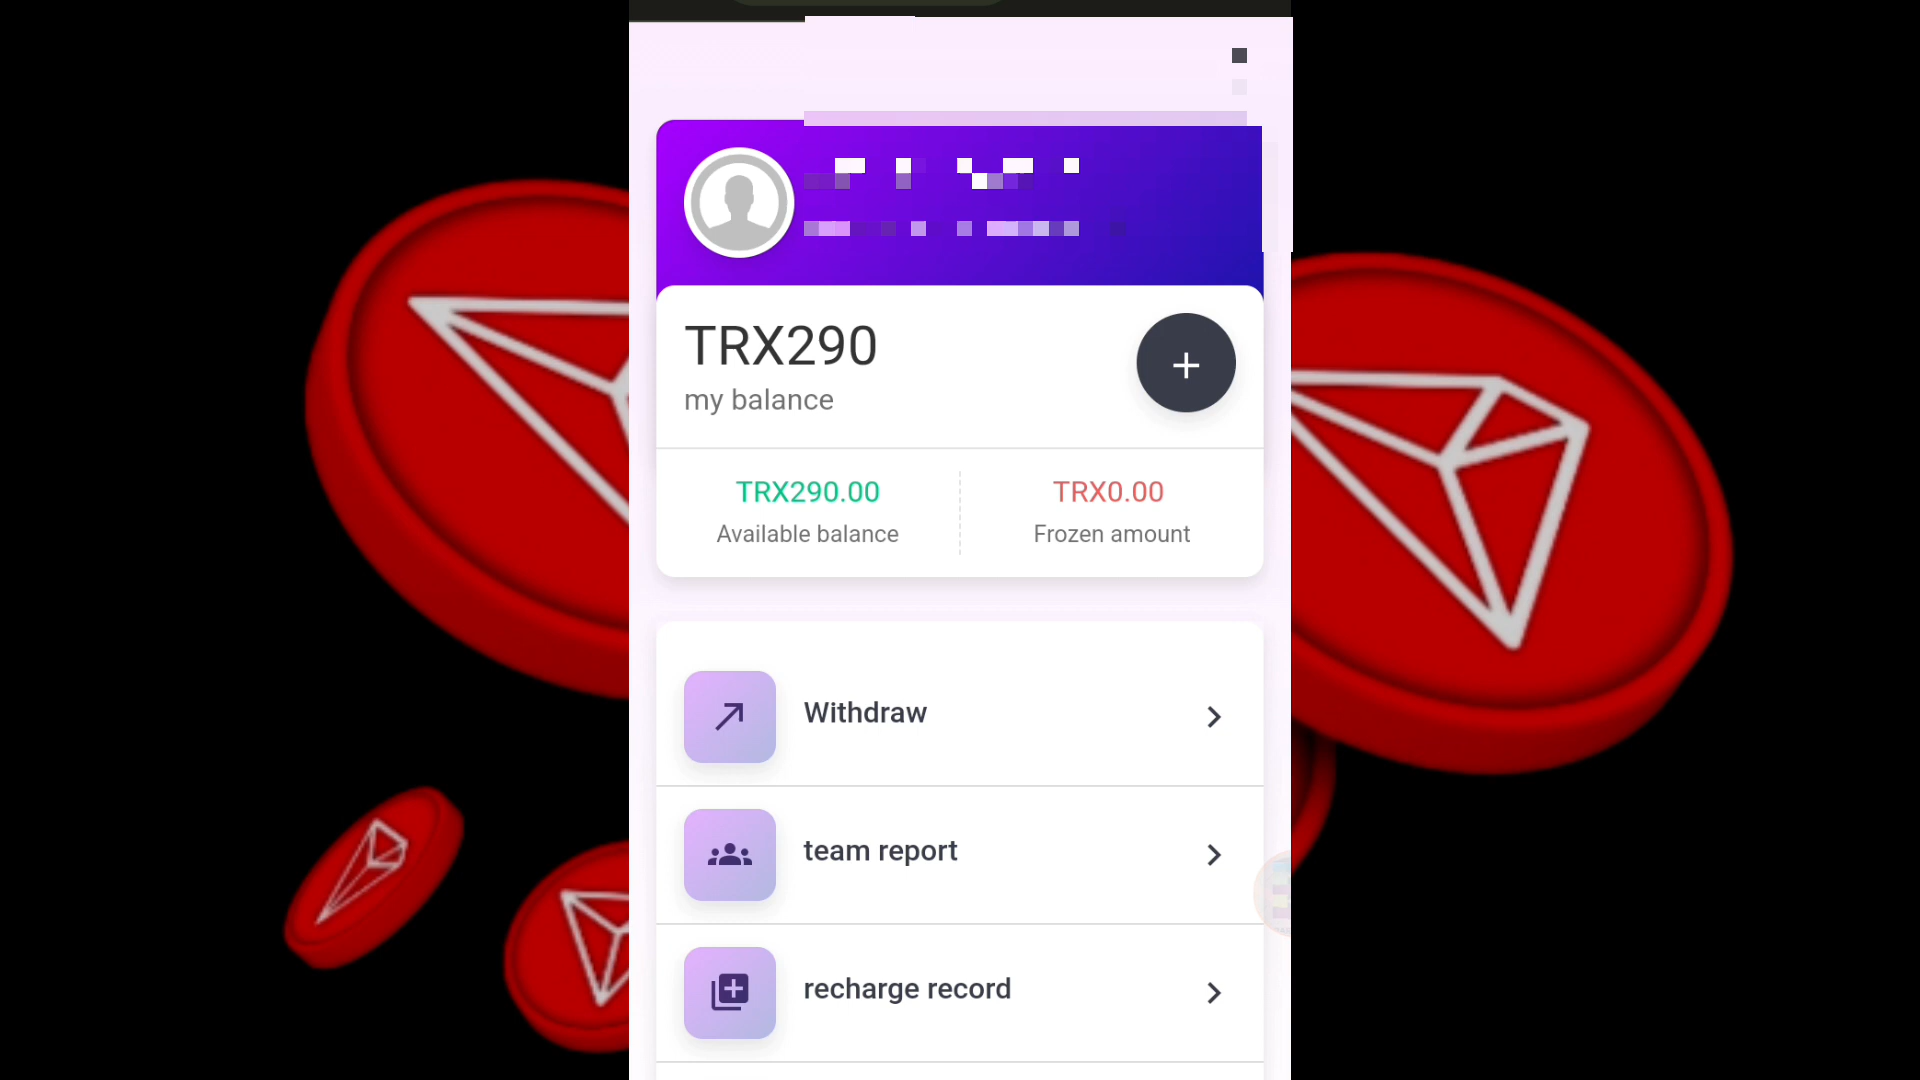 TRX290
my balance
TRX290.00
TRX0.00
Available balance
Frozen amount
Withdraw
team report
recharge record